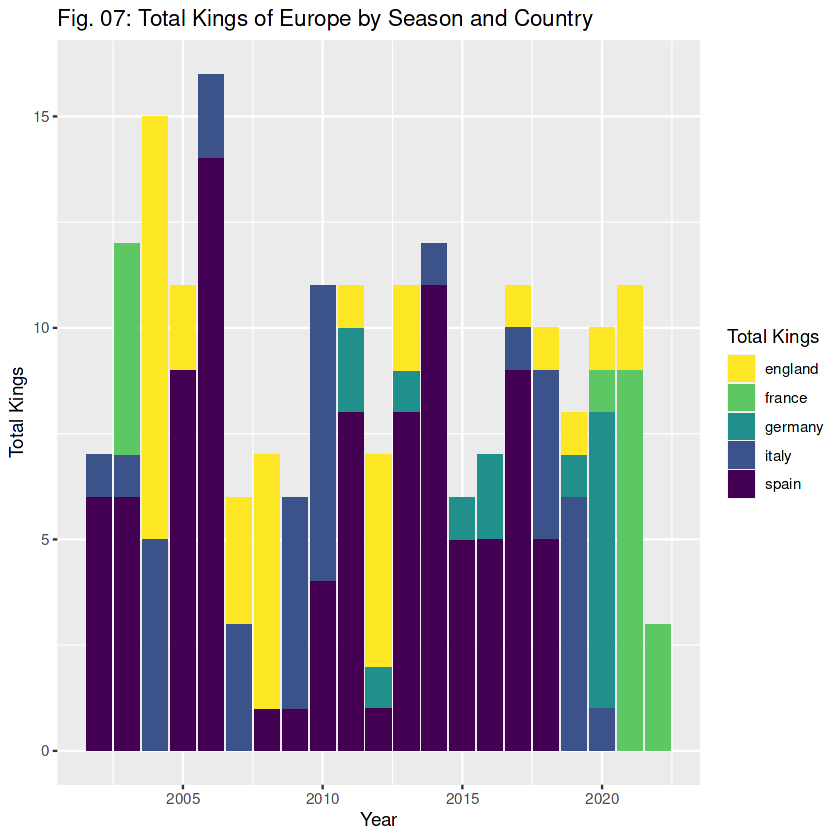 Fig. 07: Total Kings of Europe by Season and Country
Total Kings
15
10
5
0
2005 2010 2015 2020
Year
Total Kings
england
france
germany
italy
spain